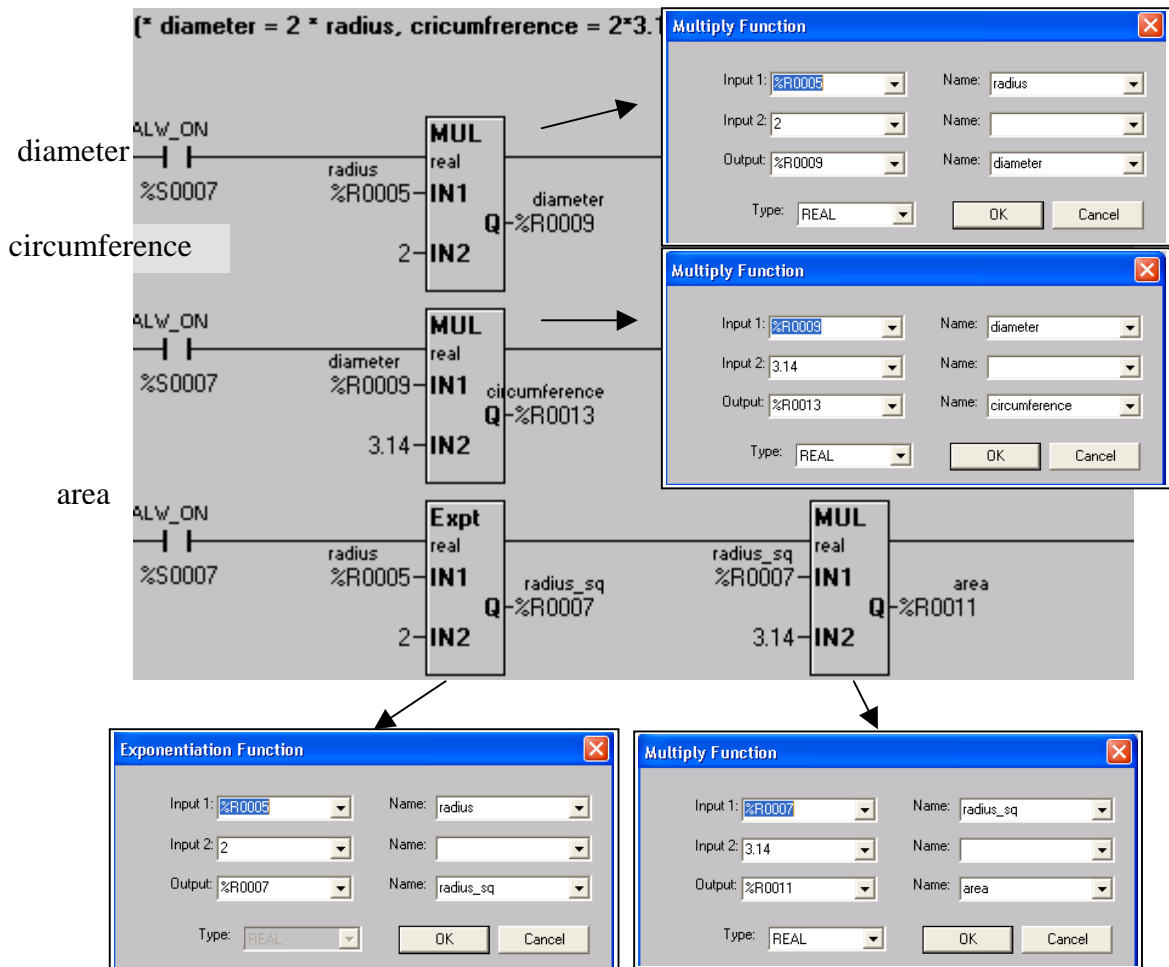 (* diameter = 2 * radius, cricumfrerence = 2*3.1
Multiply Function
Input 1: %R0005 Name: radius
Input 2: 2 Name:
Output: %R0009 Name: diameter
Type: REAL OK Cancel
diameter
ALW_ON
%S0007
MUL
real
radius
%R0005 IN1
diameter
Q %R0009
2 IN2
circumference
Multiply Function
Input 1: %R0009 Name: diameter
Input 2: 3.14 Name:
Output: %R0013 Name: circumference
Type: REAL OK Cancel
ALW_ON
%S0007
MUL
real
diameter
%R0009 IN1
circumference
Q %R0013
3.14 IN2
area
ALW_ON
%S0007
Expt
real
radius
%R0005 IN1
radius_sq
Q %R0007
2 IN2
MUL
real
radius_sq
%R0007 IN1
area
Q %R0011
3.14 IN2
Exponentiation Function
Input 1: %R0005 Name: radius
Input 2: 2 Name:
Output: %R0007 Name: radius_sq
Type: REAL OK Cancel
Multiply Function
Input 1: %R0007 Name: radius_sq
Input 2: 3.14 Name:
Output: %R0011 Name: area
Type: REAL OK Cancel